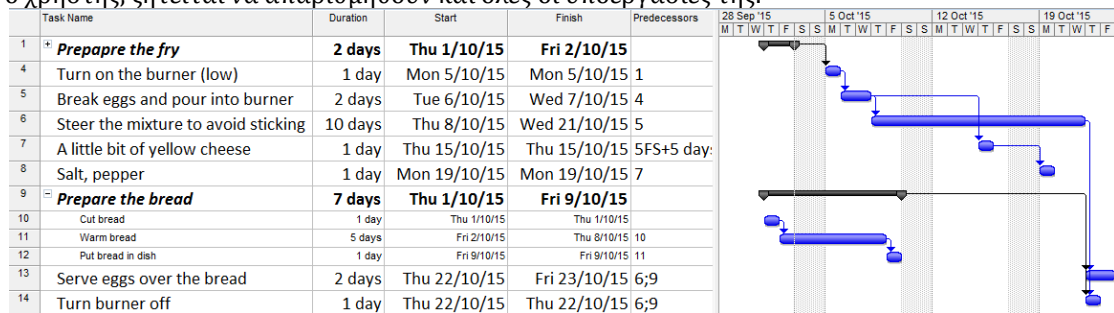 ο χρήστης, ζητείται να απαριθμηθούν και όλες οι υποεργασίες της.
Task Name Duration Start Finish Predecessors 28 Sep '15 5 Oct '15 12 Oct '15 19 Oct '15
M T W T F S S M T W T F S S M T W T F S S M T W T F
1 Prepapre the fry 2 days Thu 1/10/15 Fri 2/10/15
4 Turn on the burner (low) 1 day Mon 5/10/15 Mon 5/10/15 1
5 Break eggs and pour into burner 2 days Tue 6/10/15 Wed 7/10/15 4
6 Steer the mixture to avoid sticking 10 days Thu 8/10/15 Wed 21/10/15 5
7 A little bit of yellow cheese 1 day Thu 15/10/15 Thu 15/10/15 5FS+5 day
8 Salt, pepper 1 day Mon 19/10/15 Mon 19/10/15 7
9 Prepare the bread 7 days Thu 1/10/15 Fri 9/10/15
10 Cut bread 1 day Thu 1/10/15 Thu 1/10/15
11 Warm bread 5 days Fri 2/10/15 Thu 8/10/15 10
12 Put bread in dish 1 day Fri 9/10/15 Fri 9/10/15 11
13 Serve eggs over the bread 2 days Thu 22/10/15 Fri 23/10/15 6;9
14 Turn burner off 1 day Thu 22/10/15 Thu 22/10/15 6;9